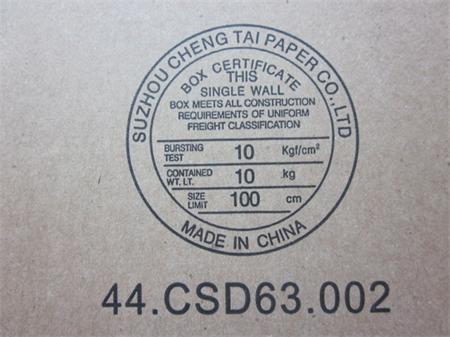 SUZHOU CHENG TAI PAPER CO.,LTD
BOX CERTIFICATE
THIS
SINGLE WALL
BOX MEETS ALL CONSTRUCTION
REQUIREMENTS OF UNIFORM
FREIGHT CLASSIFICATION
BURSTING TEST 10 Kgf/cm²
CONTAINED WT. LT. 10 kg
SIZE LIMIT 100 cm
MADE IN CHINA
44.CSD63.002